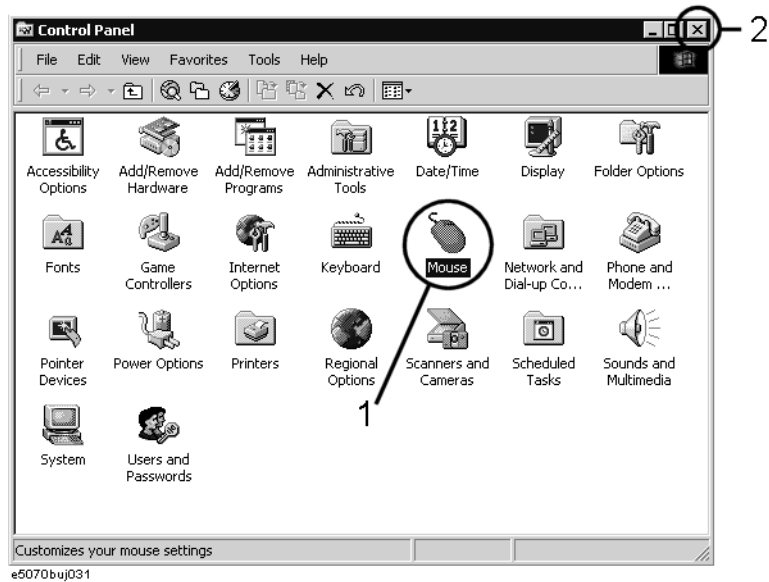 Control Panel
2
File Edit View Favorites Tools Help
Accessibility Options
Add/Remove Hardware
Add/Remove Programs
Administrative Tools
Date/Time
Display
Folder Options
Fonts
Game Controllers
Internet Options
Keyboard
Mouse
Network and Dial-up Co...
Phone and Modem ...
Pointer Devices
Power Options
Printers
Regional Options
Scanners and Cameras
Scheduled Tasks
Sounds and Multimedia
1
System
Users and Passwords
Customizes your mouse settings
e5070buj031